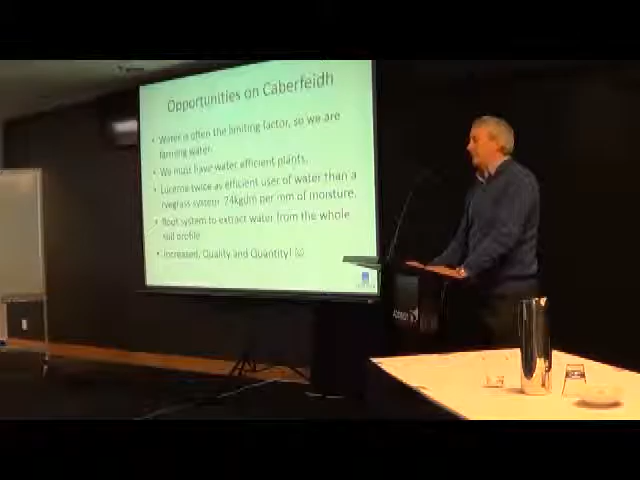 Opportunities on Caberfeidh
• Water is often the limiting factor, so we are
farming water.
• We must have water efficient plants.
• Lucerne twice as efficient user of water than a
ryegrass system. 24kgdm per mm of moisture.
• Root system to extract water from the whole
soil profile
• Increased, Quality and Quantity!